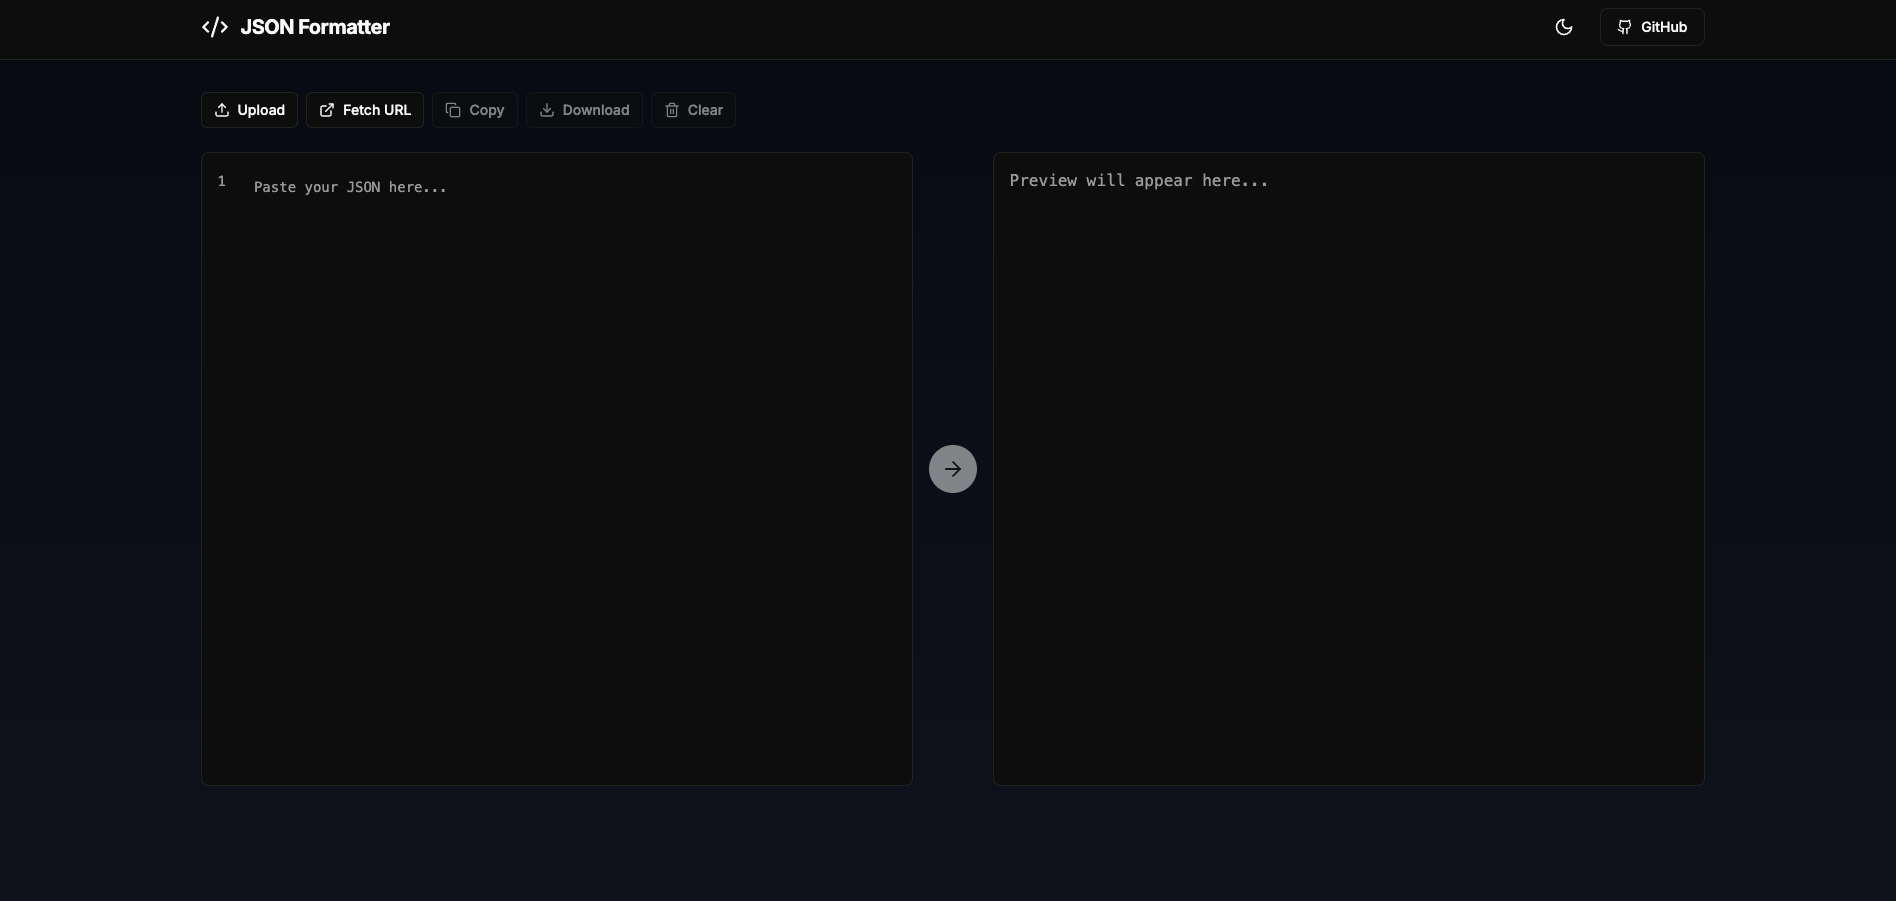 JSON Formatter
GitHub
Upload
Fetch URL
Copy
Download
Clear
1
Paste your JSON here...
Preview will appear here...